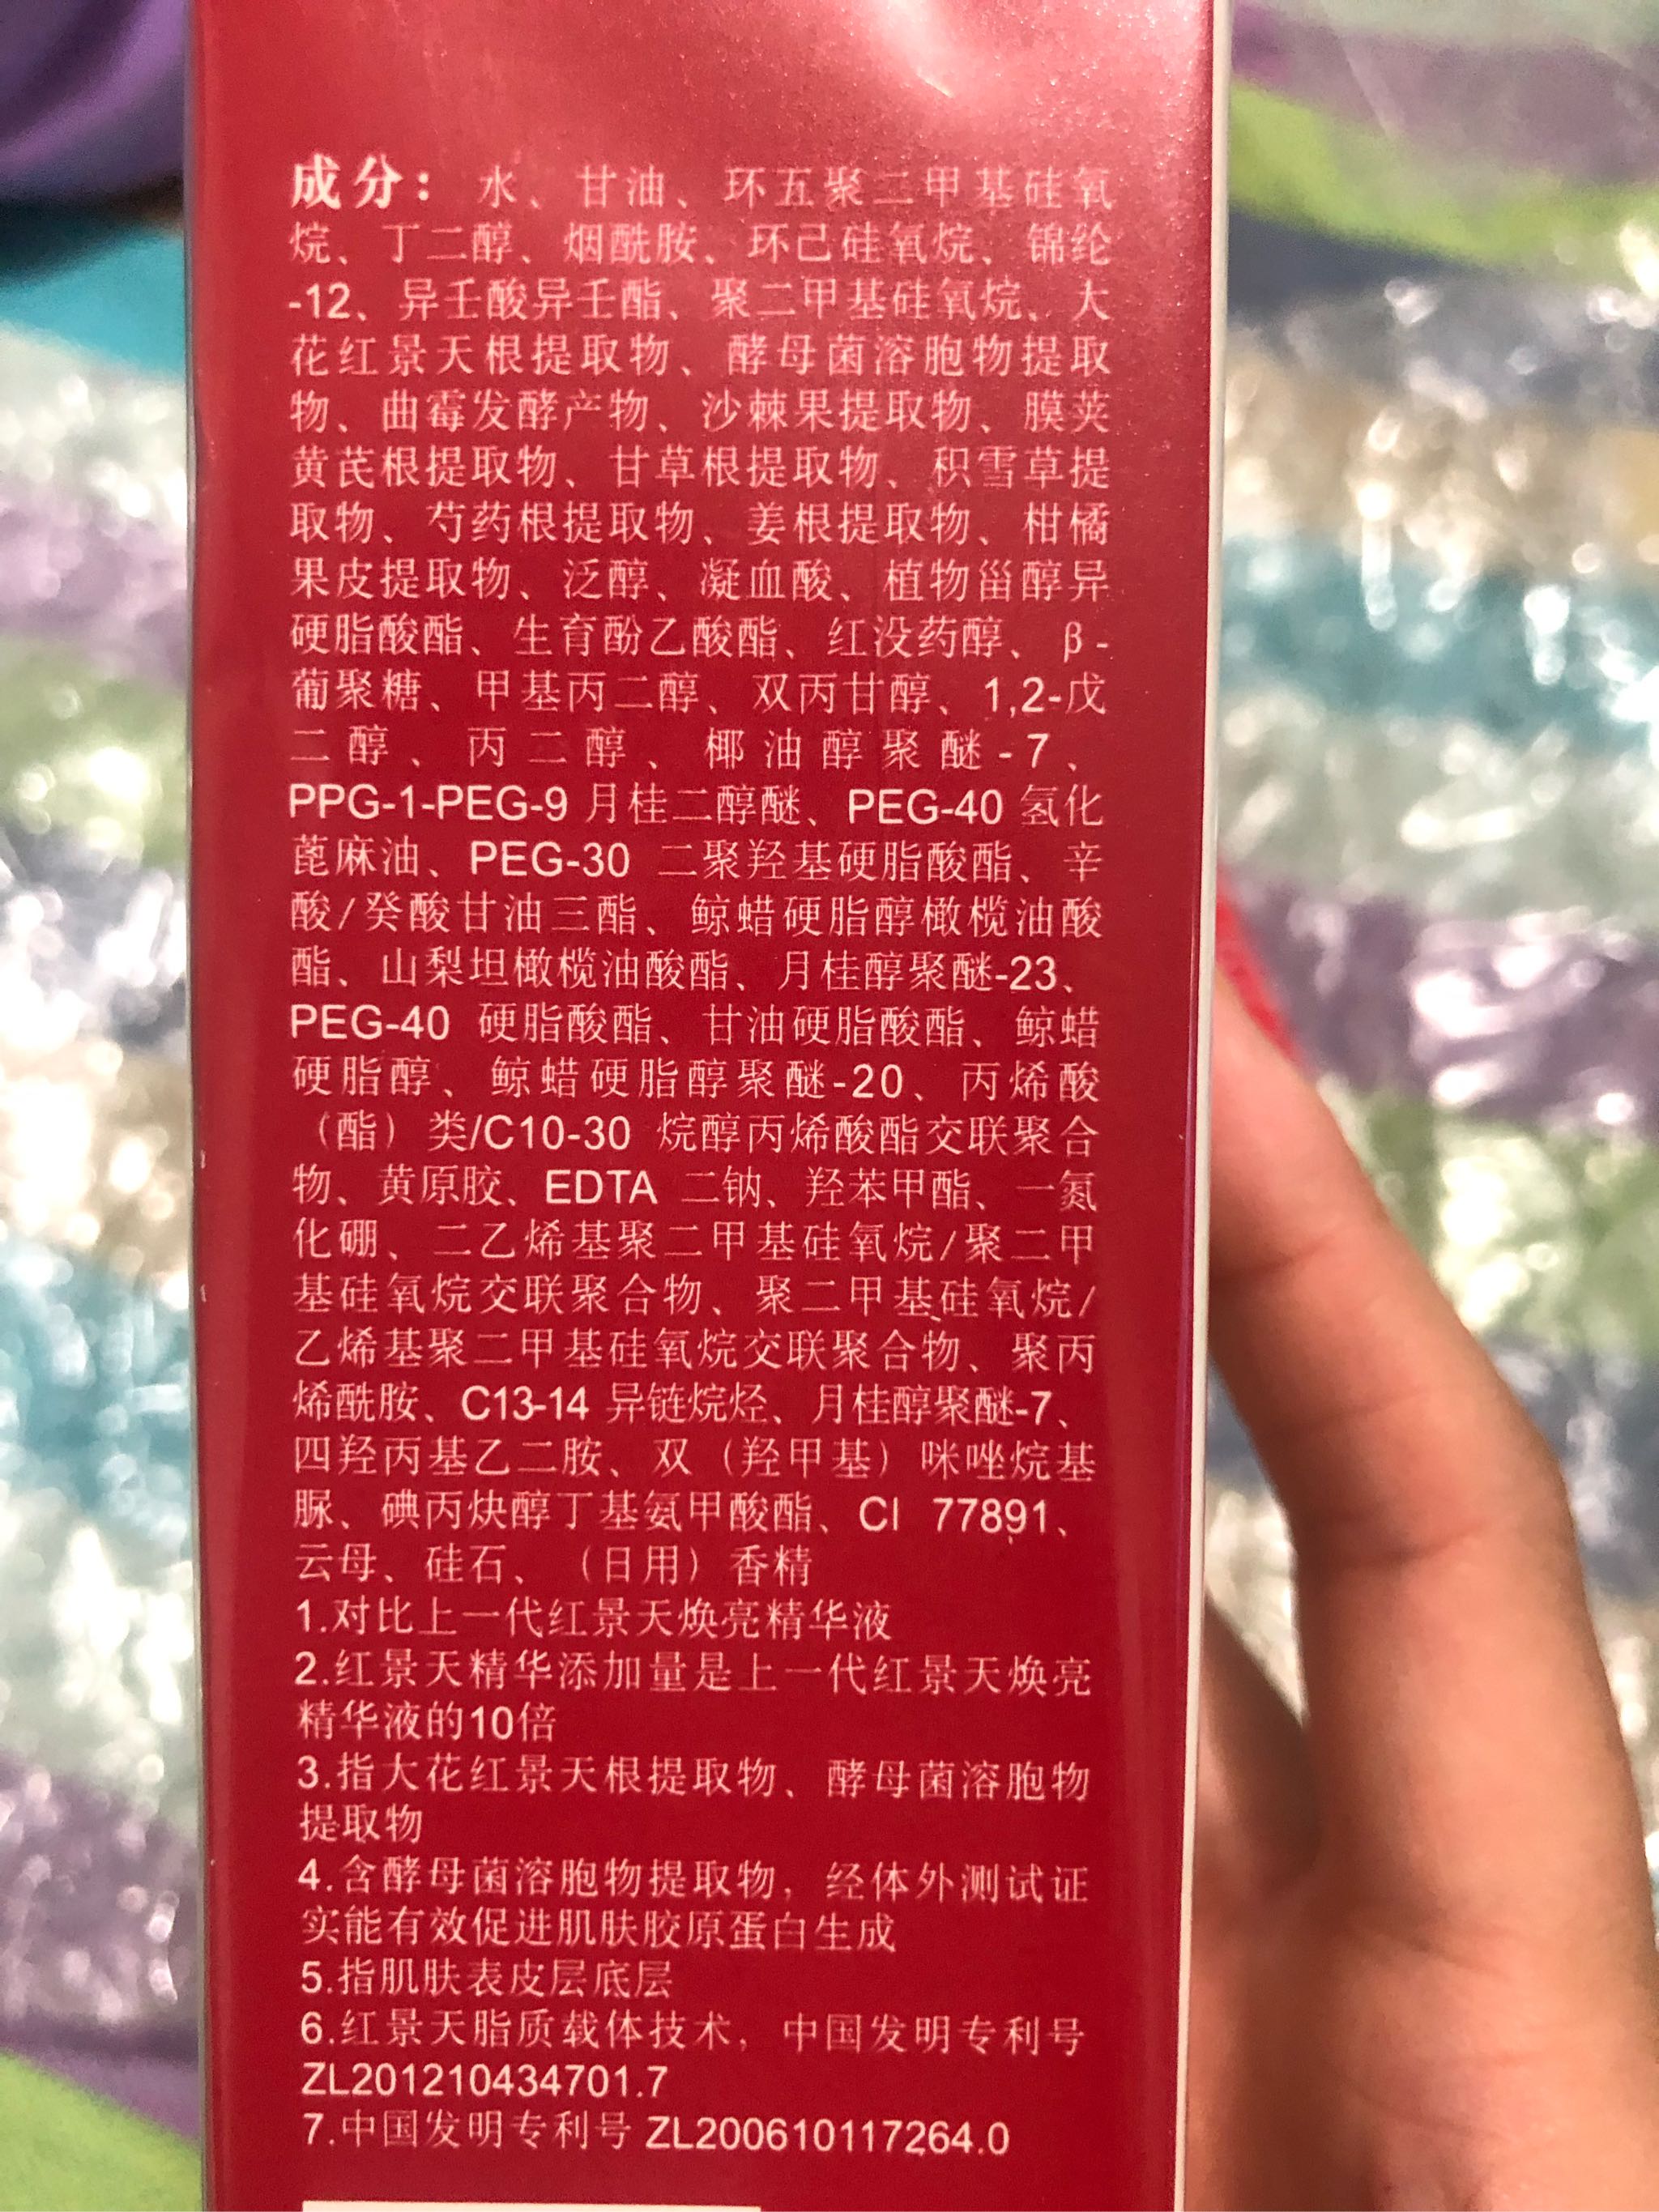 成分： 水、甘油、环五聚二甲基硅氧
烷、丁二醇、烟酰胺、环己硅氧烷、锦纶
-12、异壬酸异壬酯、聚二甲基硅氧烷、大
花红景天根提取物、酵母菌溶胞物提取
物、曲霉发酵产物、沙棘果提取物、膜荚
黄芪根提取物、甘草根提取物、积雪草提
取物、芍药根提取物、姜根提取物、柑橘
果皮提取物、泛醇、凝血酸、植物甾醇异
硬脂酸酯、生育酚乙酸酯、红没药醇、β-
葡聚糖、甲基丙二醇、双丙甘醇、1,2-戊
二醇、丙二醇、椰油醇聚醚-7、
PPG-1-PEG-9 月桂二醇醚、PEG-40 氢化
蓖麻油、PEG-30 二聚羟基硬脂酸酯、辛
酸/癸酸甘油三酯、鲸蜡硬脂醇橄榄油酸
酯、山梨坦橄榄油酸酯、月桂醇聚醚-23、
PEG-40 硬脂酸酯、甘油硬脂酸酯、鲸蜡
硬脂醇、鲸蜡硬脂醇聚醚-20、丙烯酸
（酯）类/C10-30 烷醇丙烯酸酯交联聚合
物、黄原胶、EDTA 二钠、羟苯甲酯、一氮
化硼、二乙烯基聚二甲基硅氧烷/聚二甲
基硅氧烷交联聚合物、聚二甲基硅氧烷/
乙烯基聚二甲基硅氧烷交联聚合物、聚丙
烯酰胺、C13-14 异链烷烃、月桂醇聚醚-7、
四羟丙基乙二胺、双（羟甲基）咪唑烷基
脲、碘丙炔醇丁基氨甲酸酯、CI 77891、
云母、硅石、（日用）香精
1.对比上一代红景天焕亮精华液
2.红景天精华添加量是上一代红景天焕亮
精华液的10倍
3.指大花红景天根提取物、酵母菌溶胞物
提取物
4.含酵母菌溶胞物提取物，经体外测试证
实能有效促进肌肤胶原蛋白生成
5.指肌肤表皮层底层
6.红景天脂质载体技术，中国发明专利号
ZL201210434701.7
7.中国发明专利号 ZL200610117264.0